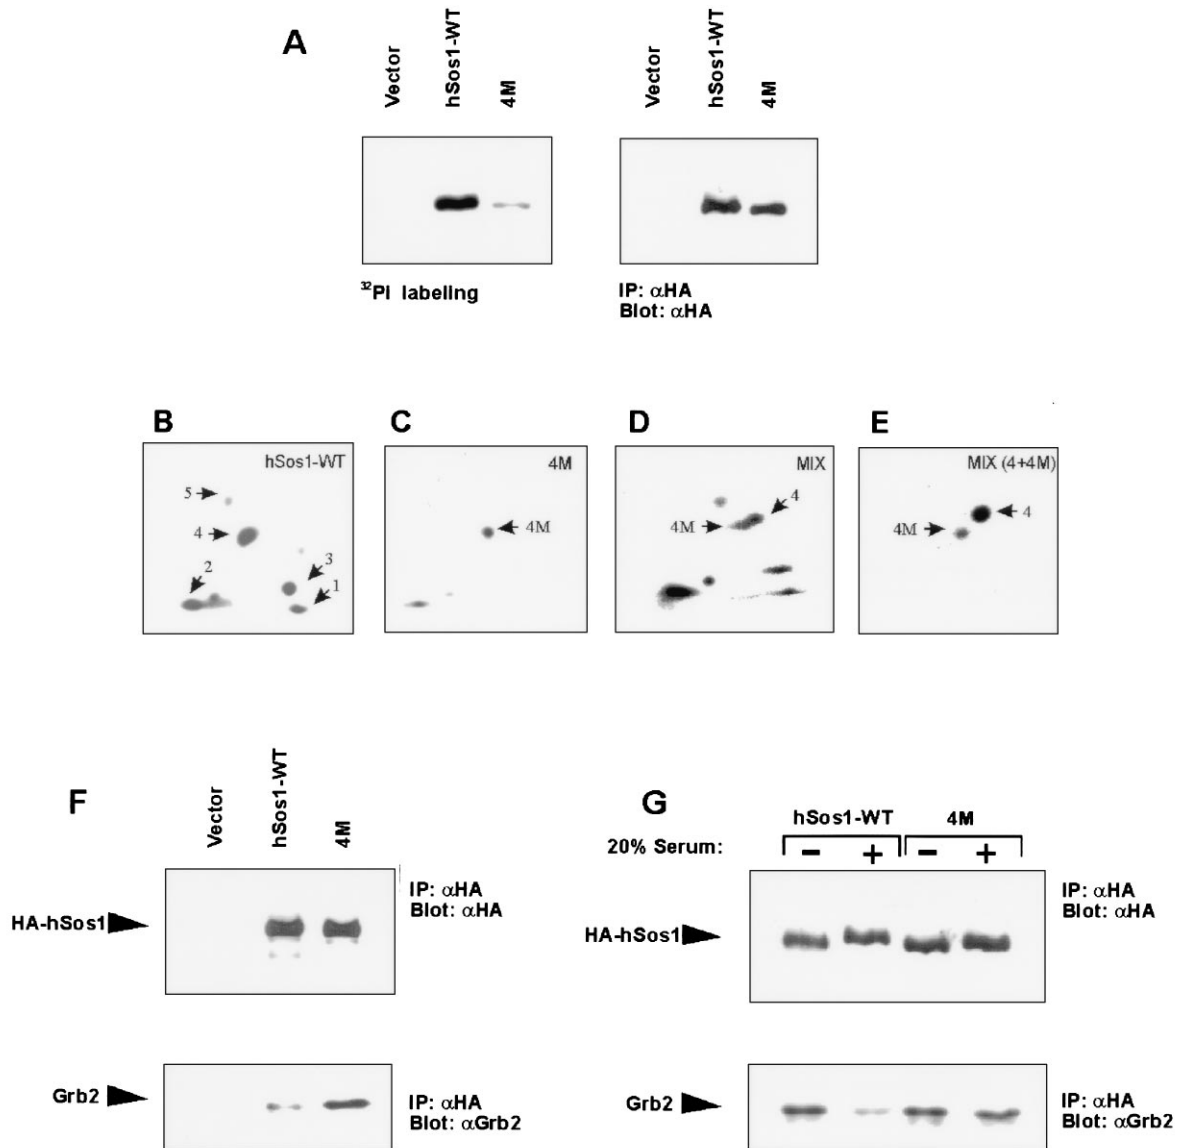 A
Vector
hSos1-WT
4M
Vector
hSos1-WT
4M
32Pi labeling
IP: αHA
Blot: αHA
B
hSos1-WT
5
4
2
3
1
C
4M
4M
D
MIX
4
4M
E
MIX (4+4M)
4M
4
F
Vector
hSos1-WT
4M
HA-hSos1
IP: αHA
Blot: αHA
Grb2
IP: αHA
Blot: αGrb2
G
hSos1-WT 4M
20% Serum: − + − +
HA-hSos1
IP: αHA
Blot: αHA
Grb2
IP: αHA
Blot: αGrb2